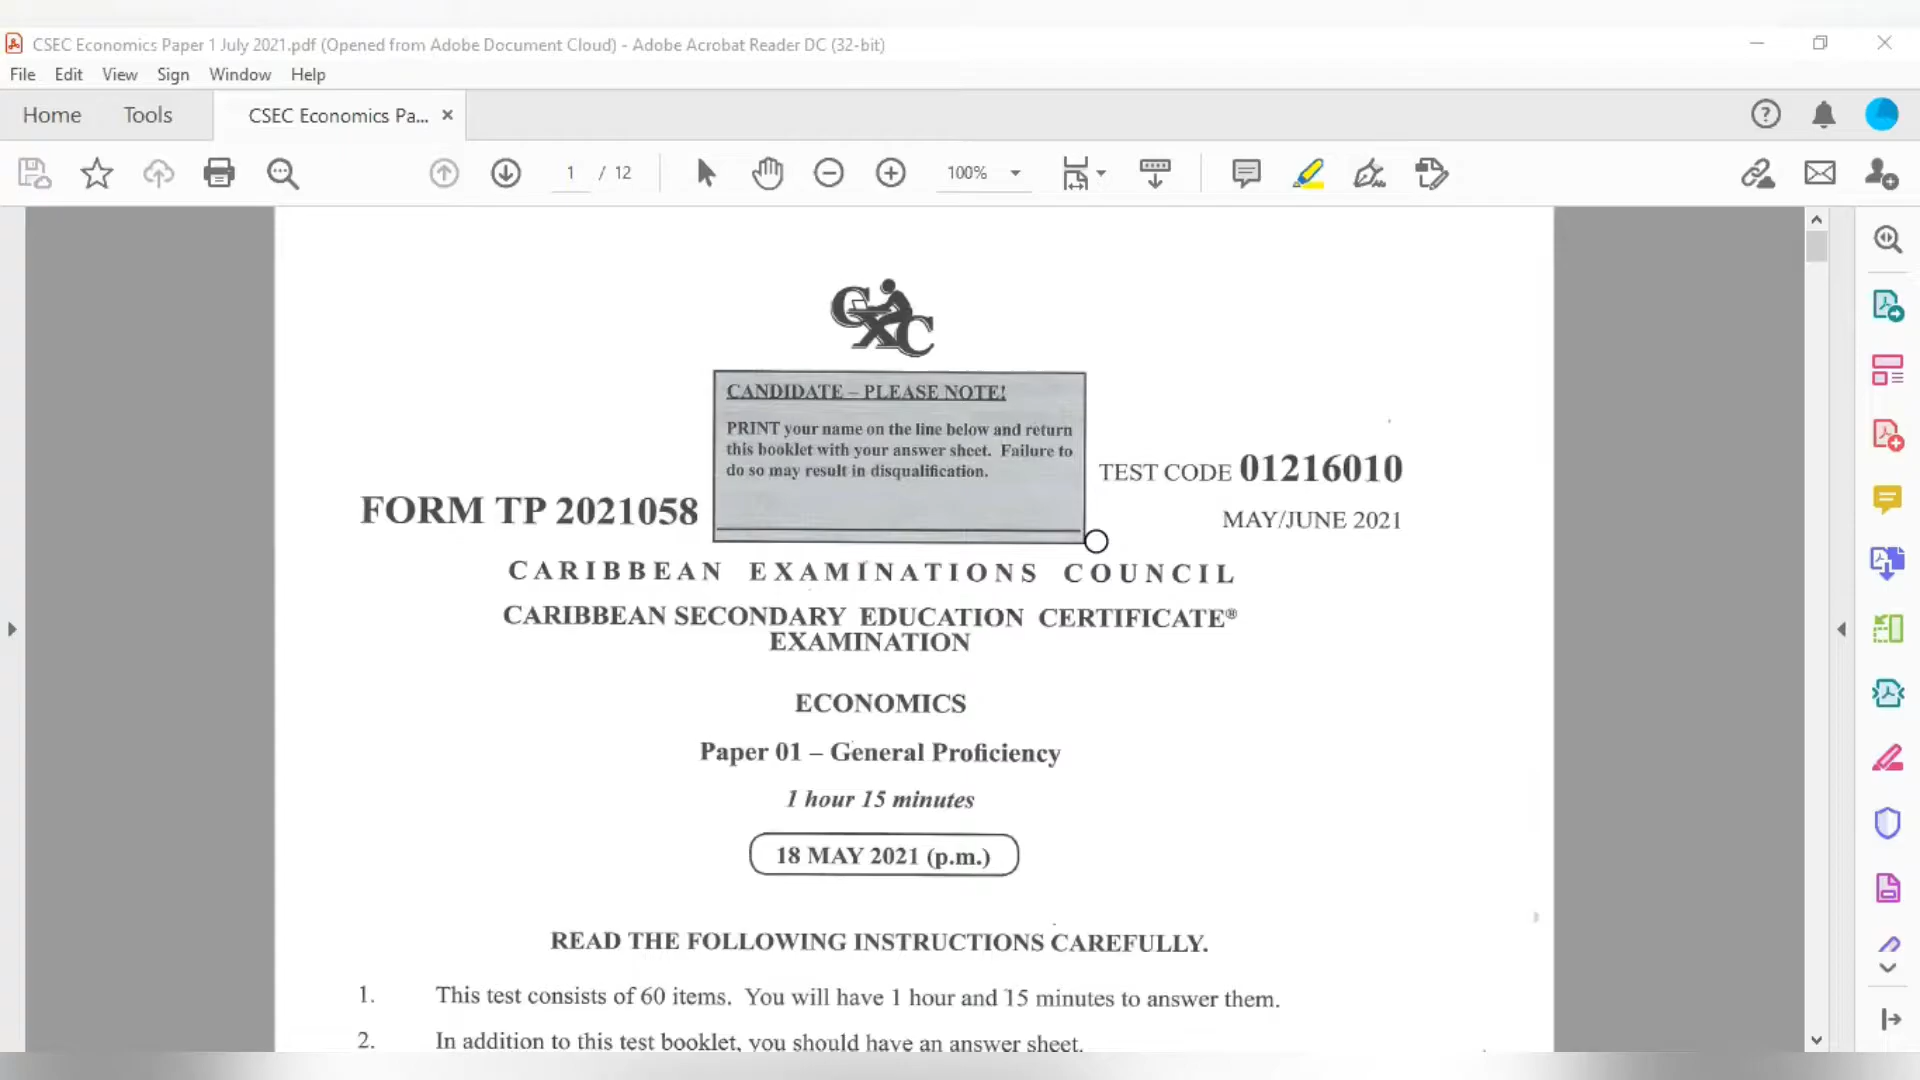 CSEC Economics Paper 1 July 2021.pdf (Opened from Adobe Document Cloud) - Adobe Acrobat Reader DC (32-bit)
File Edit View Sign Window Help
Home Tools CSEC Economics Pa... ×
1 / 12 100%
CXC
CANDIDATE – PLEASE NOTE!
PRINT your name on the line below and return
this booklet with your answer sheet. Failure to
do so may result in disqualification.
TEST CODE 01216010
FORM TP 2021058
MAY/JUNE 2021
CARIBBEAN EXAMINATIONS COUNCIL
CARIBBEAN SECONDARY EDUCATION CERTIFICATE®
EXAMINATION
ECONOMICS
Paper 01 – General Proficiency
1 hour 15 minutes
18 MAY 2021 (p.m.)
READ THE FOLLOWING INSTRUCTIONS CAREFULLY.
1. This test consists of 60 items. You will have 1 hour and 15 minutes to answer them.
2. In addition to this test booklet, you should have an answer sheet.